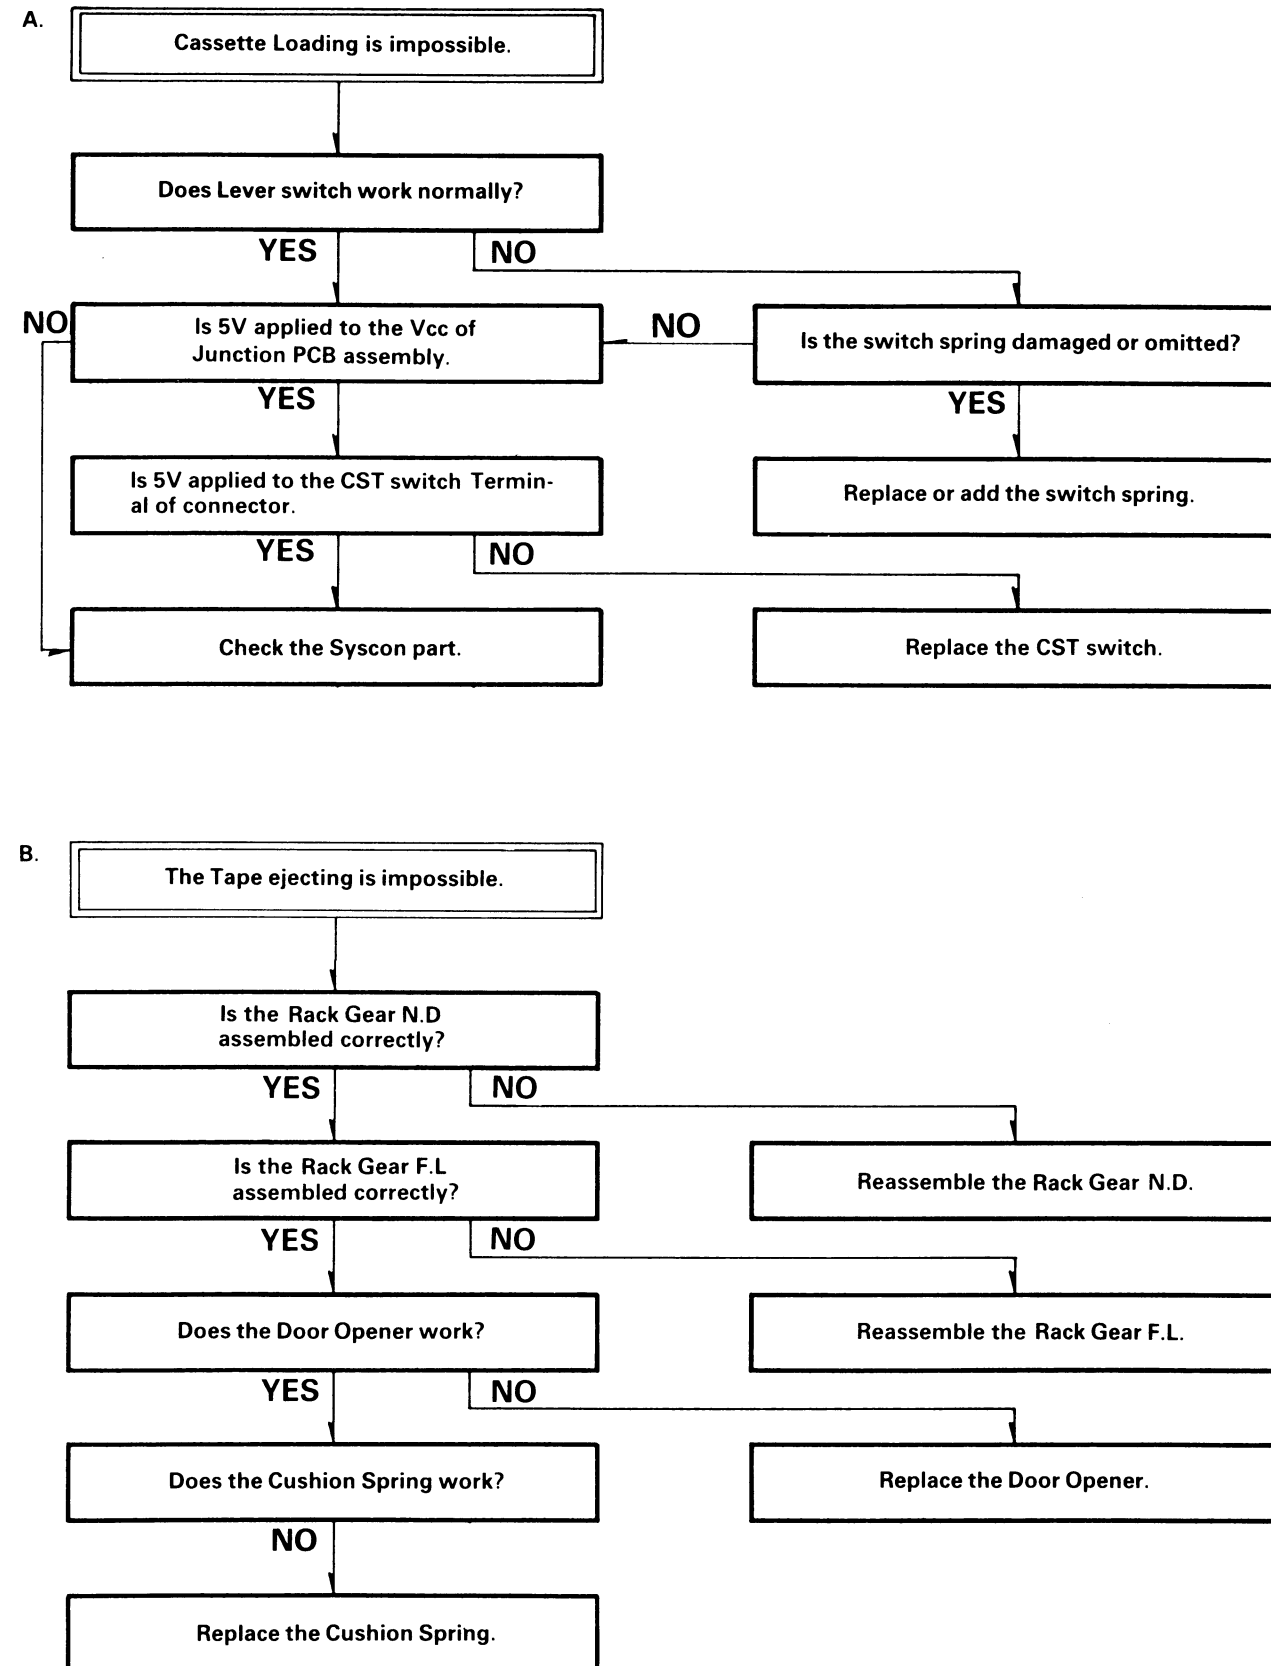 A.
Cassette Loading is impossible.
Does Lever switch work normally?
YES
NO
NO
Is 5V applied to the Vcc of
Junction PCB assembly.
NO
Is the switch spring damaged or omitted?
YES
YES
Is 5V applied to the CST switch Termin-
al of connector.
Replace or add the switch spring.
YES
NO
Check the Syscon part.
Replace the CST switch.
B.
The Tape ejecting is impossible.
Is the Rack Gear N.D
assembled correctly?
YES
NO
Is the Rack Gear F.L
assembled correctly?
Reassemble the Rack Gear N.D.
YES
NO
Does the Door Opener work?
Reassemble the Rack Gear F.L.
YES
NO
Does the Cushion Spring work?
Replace the Door Opener.
NO
Replace the Cushion Spring.